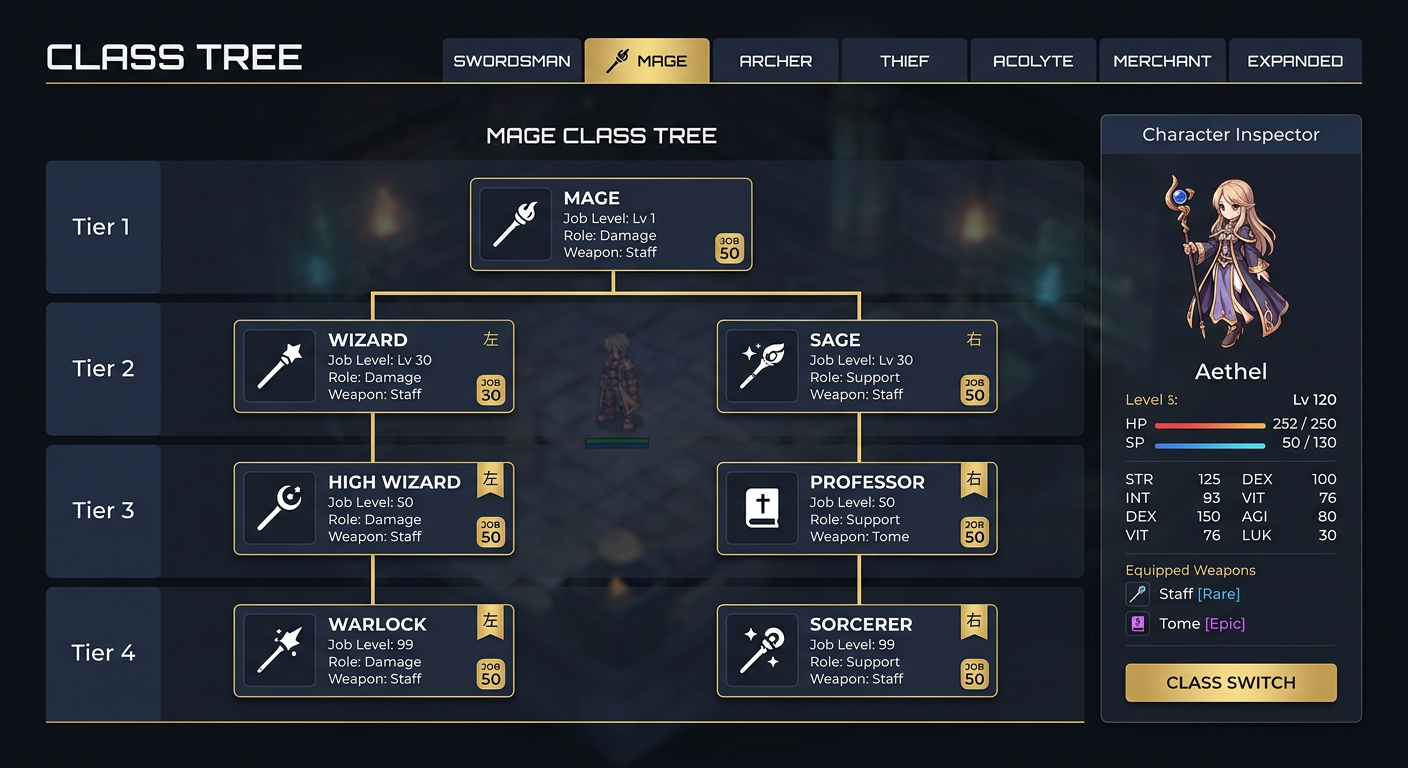 CLASS TREE
SWORDSMAN
MAGE
ARCHER
THIEF
ACOLYTE
MERCHANT
EXPANDED
MAGE CLASS TREE
Tier 1
MAGE
Job Level: Lv 1
Role: Damage
Weapon: Staff
JOB
50
Tier 2
WIZARD
左
Job Level: Lv 30
Role: Damage
Weapon: Staff
JOB
30
SAGE
右
Job Level: Lv 30
Role: Support
Weapon: Staff
JOB
50
Tier 3
HIGH WIZARD
左
Job Level: 50
Role: Damage
Weapon: Staff
JOB
50
PROFESSOR
右
Job Level: 50
Role: Support
Weapon: Tome
JOB
50
Tier 4
WARLOCK
左
Job Level: 99
Role: Damage
Weapon: Staff
JOB
50
SORCERER
右
Job Level: 99
Role: Support
Weapon: Staff
JOB
50
Character Inspector
Aethel
Level 5: Lv 120
HP 252 / 250
SP 50 / 130
STR 125 DEX 100
INT 93 VIT 76
DEX 150 AGI 80
VIT 76 LUK 30
Equipped Weapons
Staff [Rare]
Tome [Epic]
CLASS SWITCH